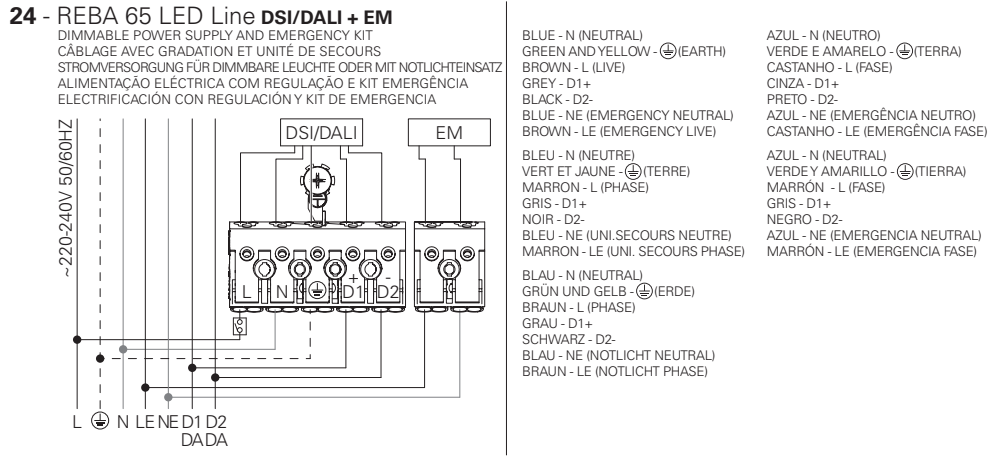 24 - REBA 65 LED Line DSI/DALI + EM
DIMMABLE POWER SUPPLY AND EMERGENCY KIT
CÂBLAGE AVEC GRADATION ET UNITÉ DE SECOURS
STROMVERSORGUNG FÜR DIMMBARE LEUCHTE ODER MIT NOTLICHTEINSATZ
ALIMENTAÇÃO ELÉCTRICA COM REGULAÇÃO E KIT EMERGÊNCIA
ELECTRIFICACIÓN CON REGULACIÓN Y KIT DE EMERGENCIA
~220-240V 50/60HZ
DSI/DALI
EM
L N D1 D2
+ -
L N LE NE D1 D2
DA DA
BLUE - N (NEUTRAL)
GREEN AND YELLOW - (EARTH)
BROWN - L (LIVE)
GREY - D1+
BLACK - D2-
BLUE - NE (EMERGENCY NEUTRAL)
BROWN - LE (EMERGENCY LIVE)
BLEU - N (NEUTRE)
VERT ET JAUNE - (TERRE)
MARRON - L (PHASE)
GRIS - D1+
NOIR - D2-
BLEU - NE (UNI.SECOURS NEUTRE)
MARRON - LE (UNI. SECOURS PHASE)
BLAU - N (NEUTRAL)
GRÜN UND GELB - (ERDE)
BRAUN - L (PHASE)
GRAU - D1+
SCHWARZ - D2-
BLAU - NE (NOTLICHT NEUTRAL)
BRAUN - LE (NOTLICHT PHASE)
AZUL - N (NEUTRO)
VERDE E AMARELO - (TERRA)
CASTANHO - L (FASE)
CINZA - D1+
PRETO - D2-
AZUL - NE (EMERGÊNCIA NEUTRO)
CASTANHO - LE (EMERGÊNCIA FASE)
AZUL - N (NEUTRAL)
VERDE Y AMARILLO - (TIERRA)
MARRÓN - L (FASE)
GRIS - D1+
NEGRO - D2-
AZUL - NE (EMERGENCIA NEUTRAL)
MARRÓN - LE (EMERGENCIA FASE)